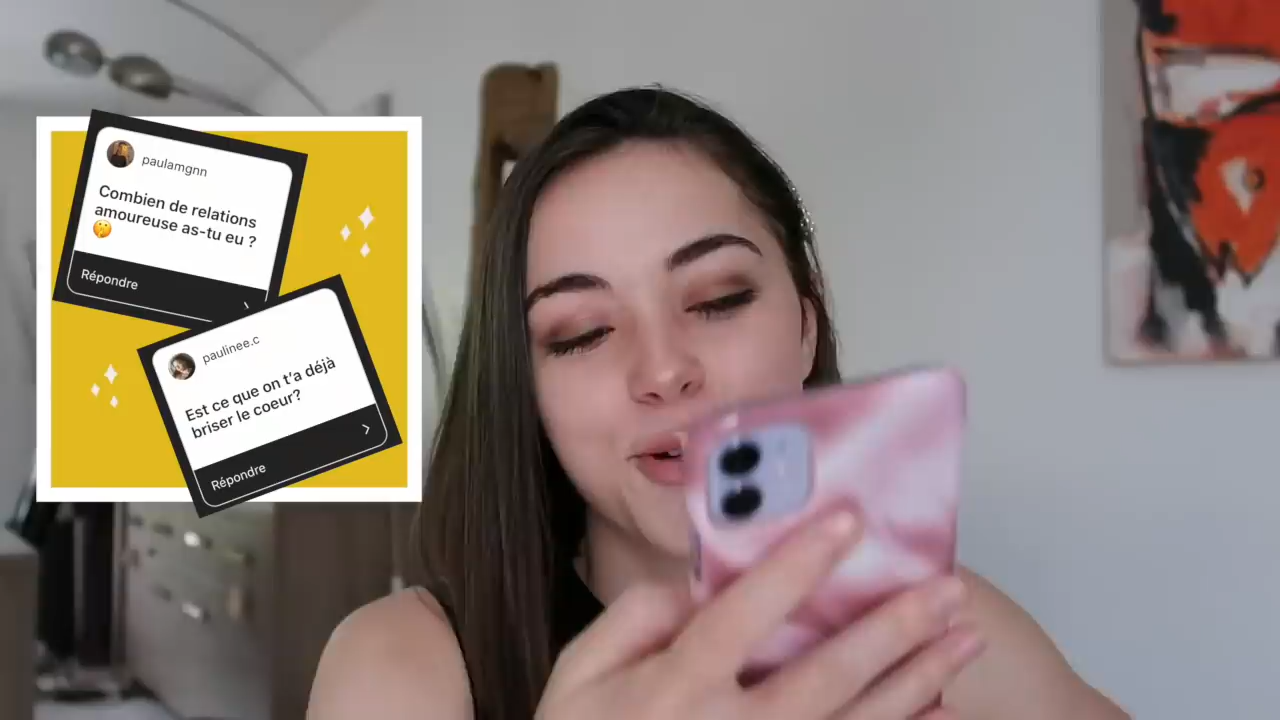 paulamgnn
Combien de relations
amoureuse as-tu eu ?
🤫
Répondre
paulinee.c
Est ce que on t'a déjà
briser le coeur?
Répondre